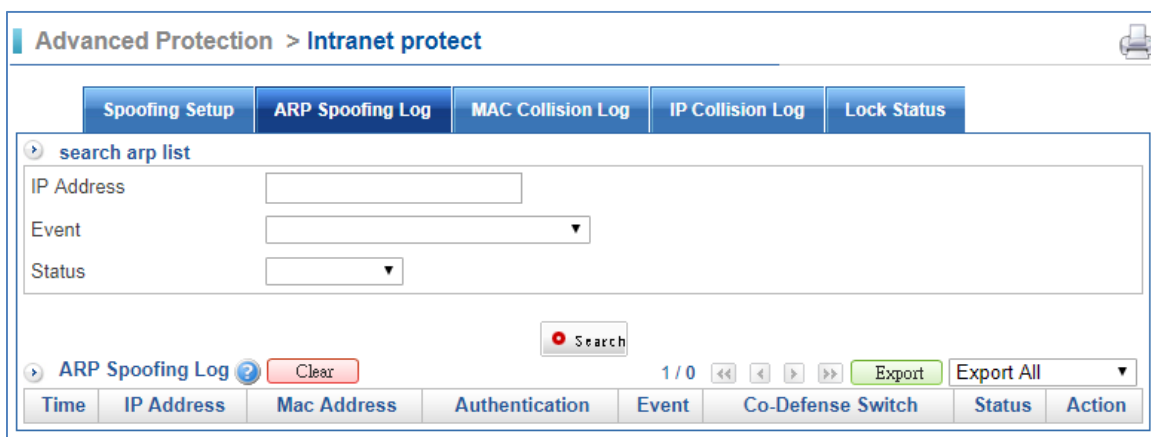 Advanced Protection > Intranet protect
Spoofing Setup ARP Spoofing Log MAC Collision Log IP Collision Log Lock Status
search arp list
IP Address
Event
Status
Search
ARP Spoofing Log ? Clear 1 / 0 Export Export All
Time IP Address Mac Address Authentication Event Co-Defense Switch Status Action